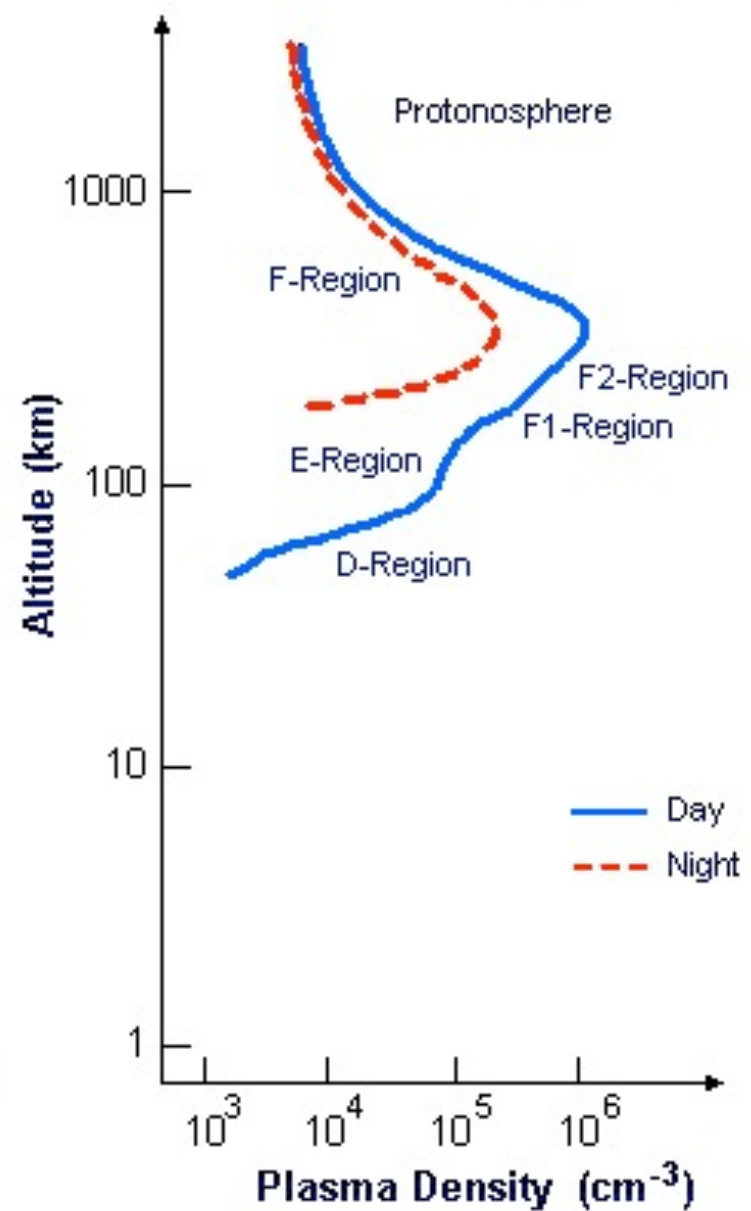 Protonosphere
1000
F-Region
F2-Region
F1-Region
E-Region
100
D-Region
Altitude (km)
10
Day
Night
1
10³ 10⁴ 10⁵ 10⁶
Plasma Density (cm⁻³)